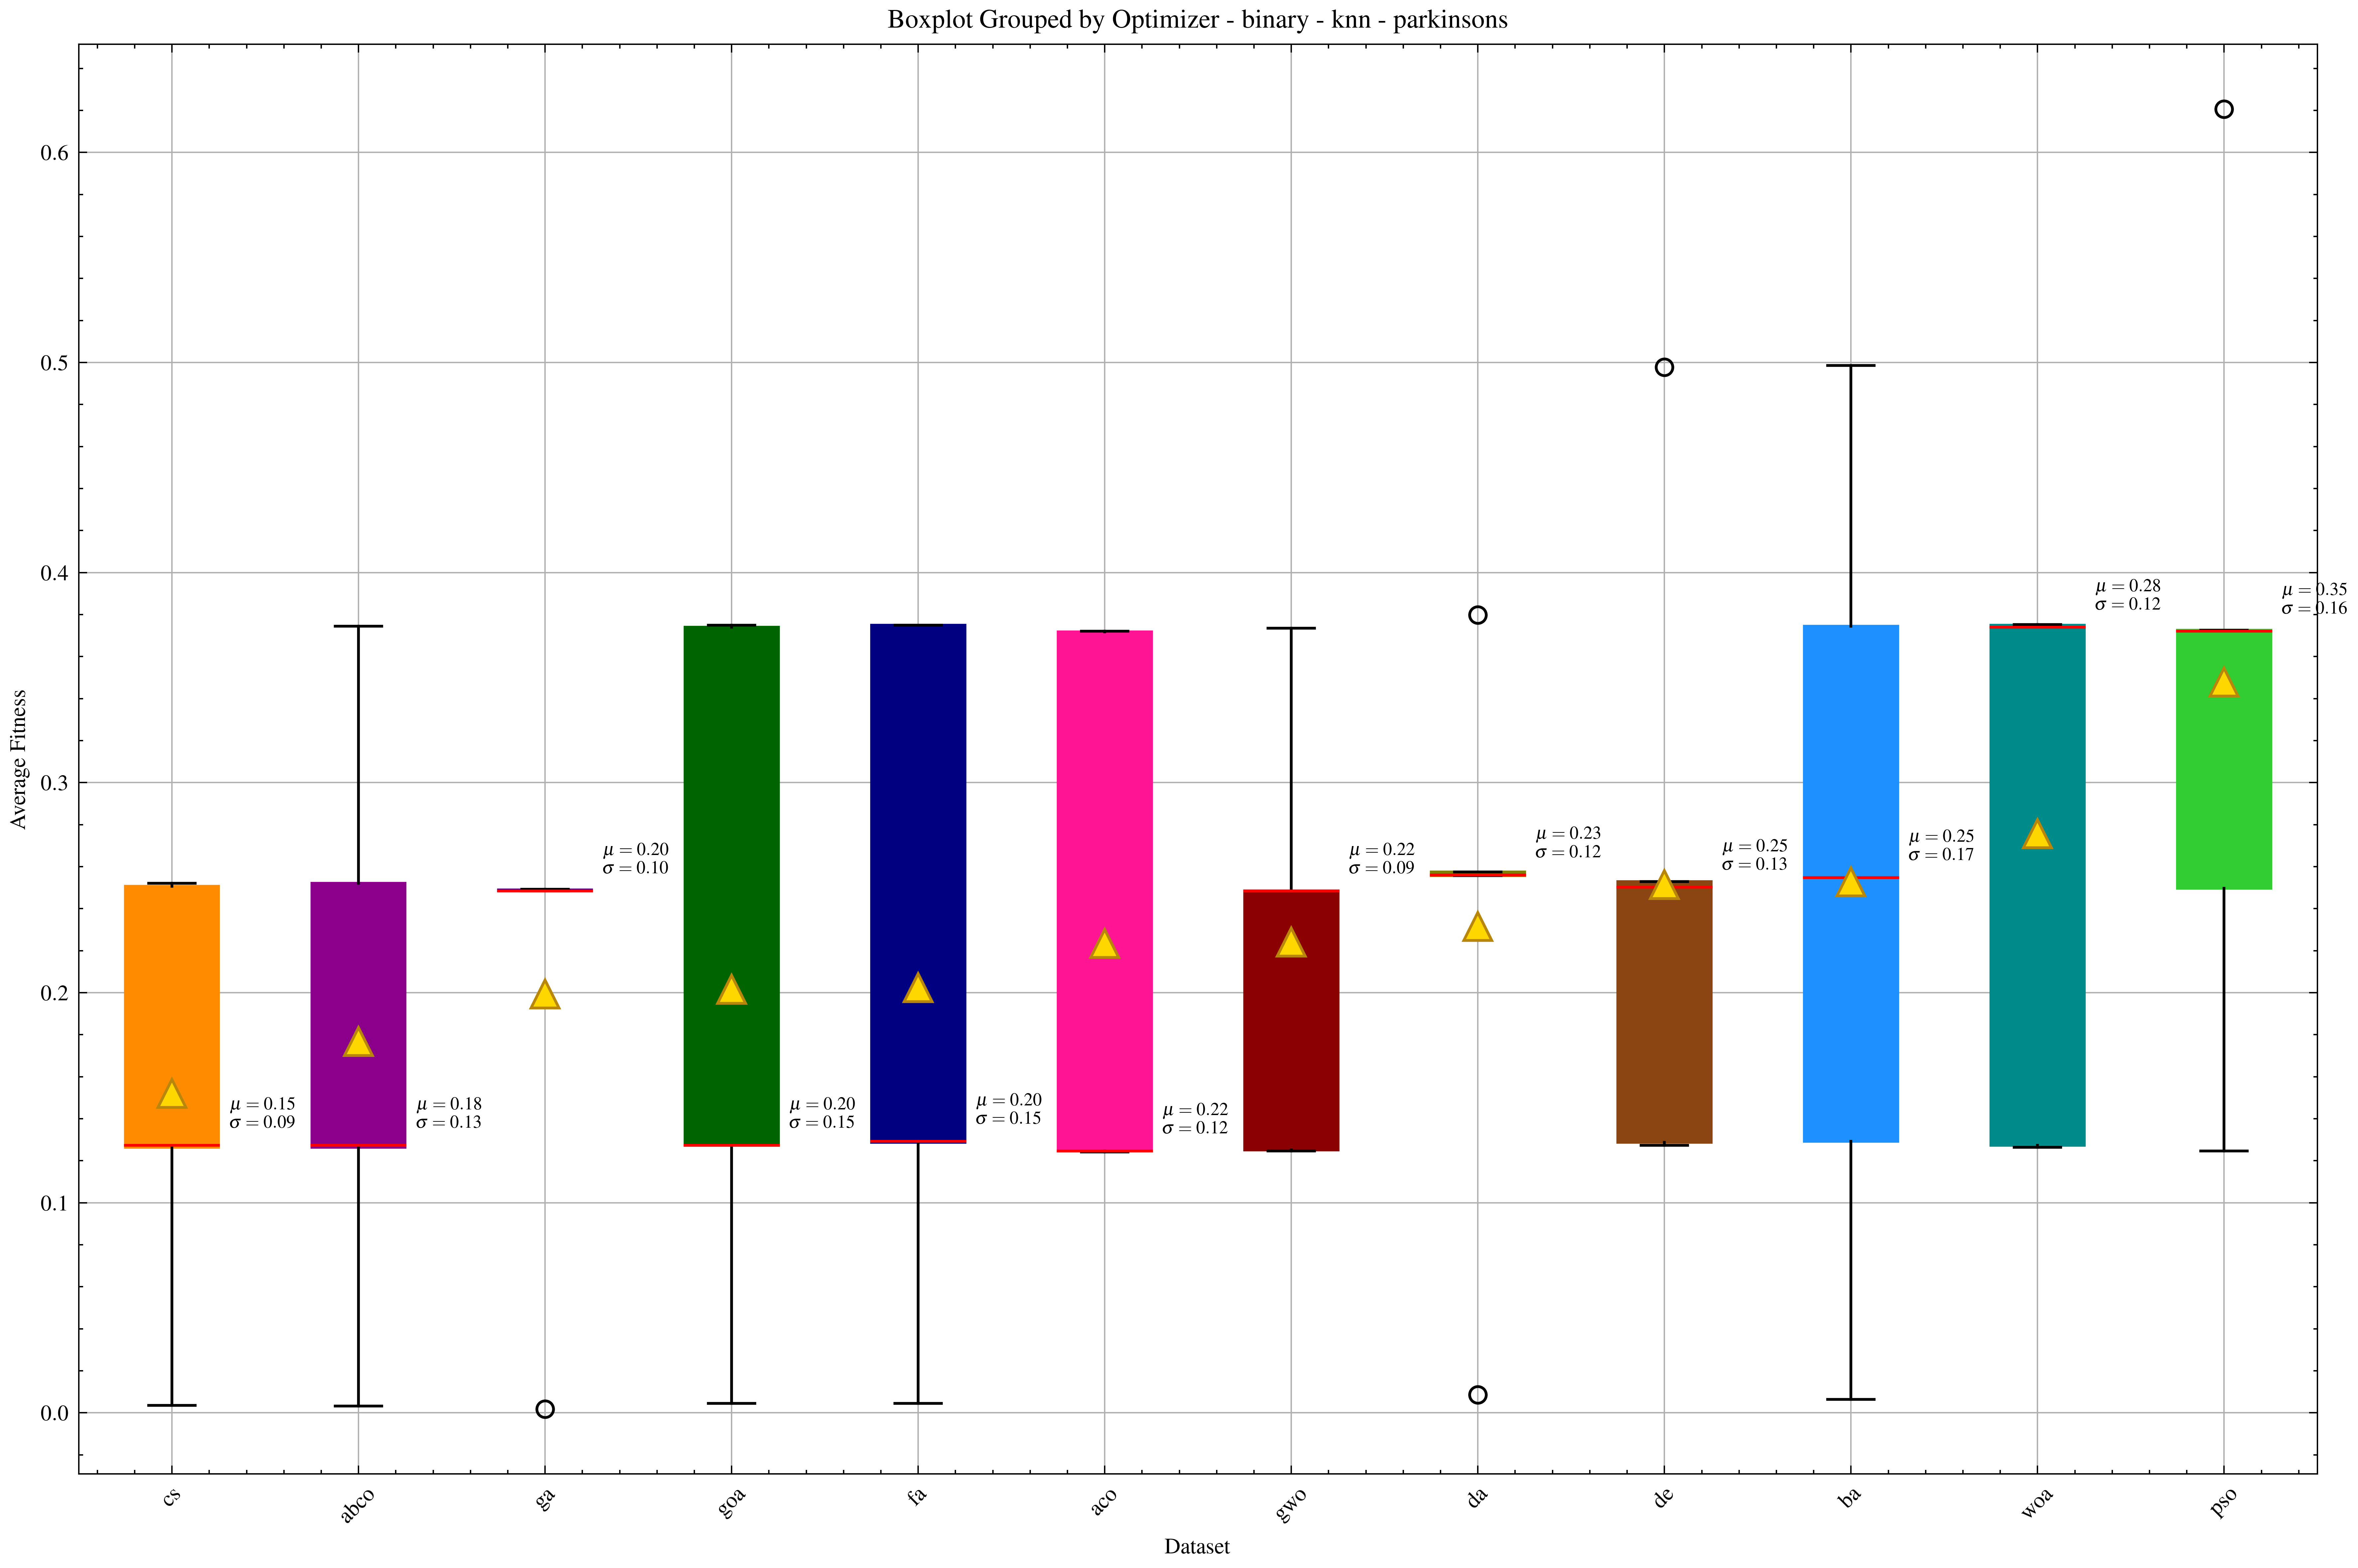 Boxplot Grouped by Optimizer - binary - knn - parkinsons
Average Fitness
0.6
0.5
0.4
0.3
0.2
0.1
0.0
μ = 0.15
σ = 0.09
μ = 0.18
σ = 0.13
μ = 0.20
σ = 0.10
μ = 0.20
σ = 0.15
μ = 0.20
σ = 0.15
μ = 0.22
σ = 0.12
μ = 0.22
σ = 0.09
μ = 0.23
σ = 0.12
μ = 0.25
σ = 0.13
μ = 0.25
σ = 0.17
μ = 0.28
σ = 0.12
μ = 0.35
σ = 0.16
cs
abco
ga
goa
fa
aco
gwo
da
de
ba
woa
pso
Dataset